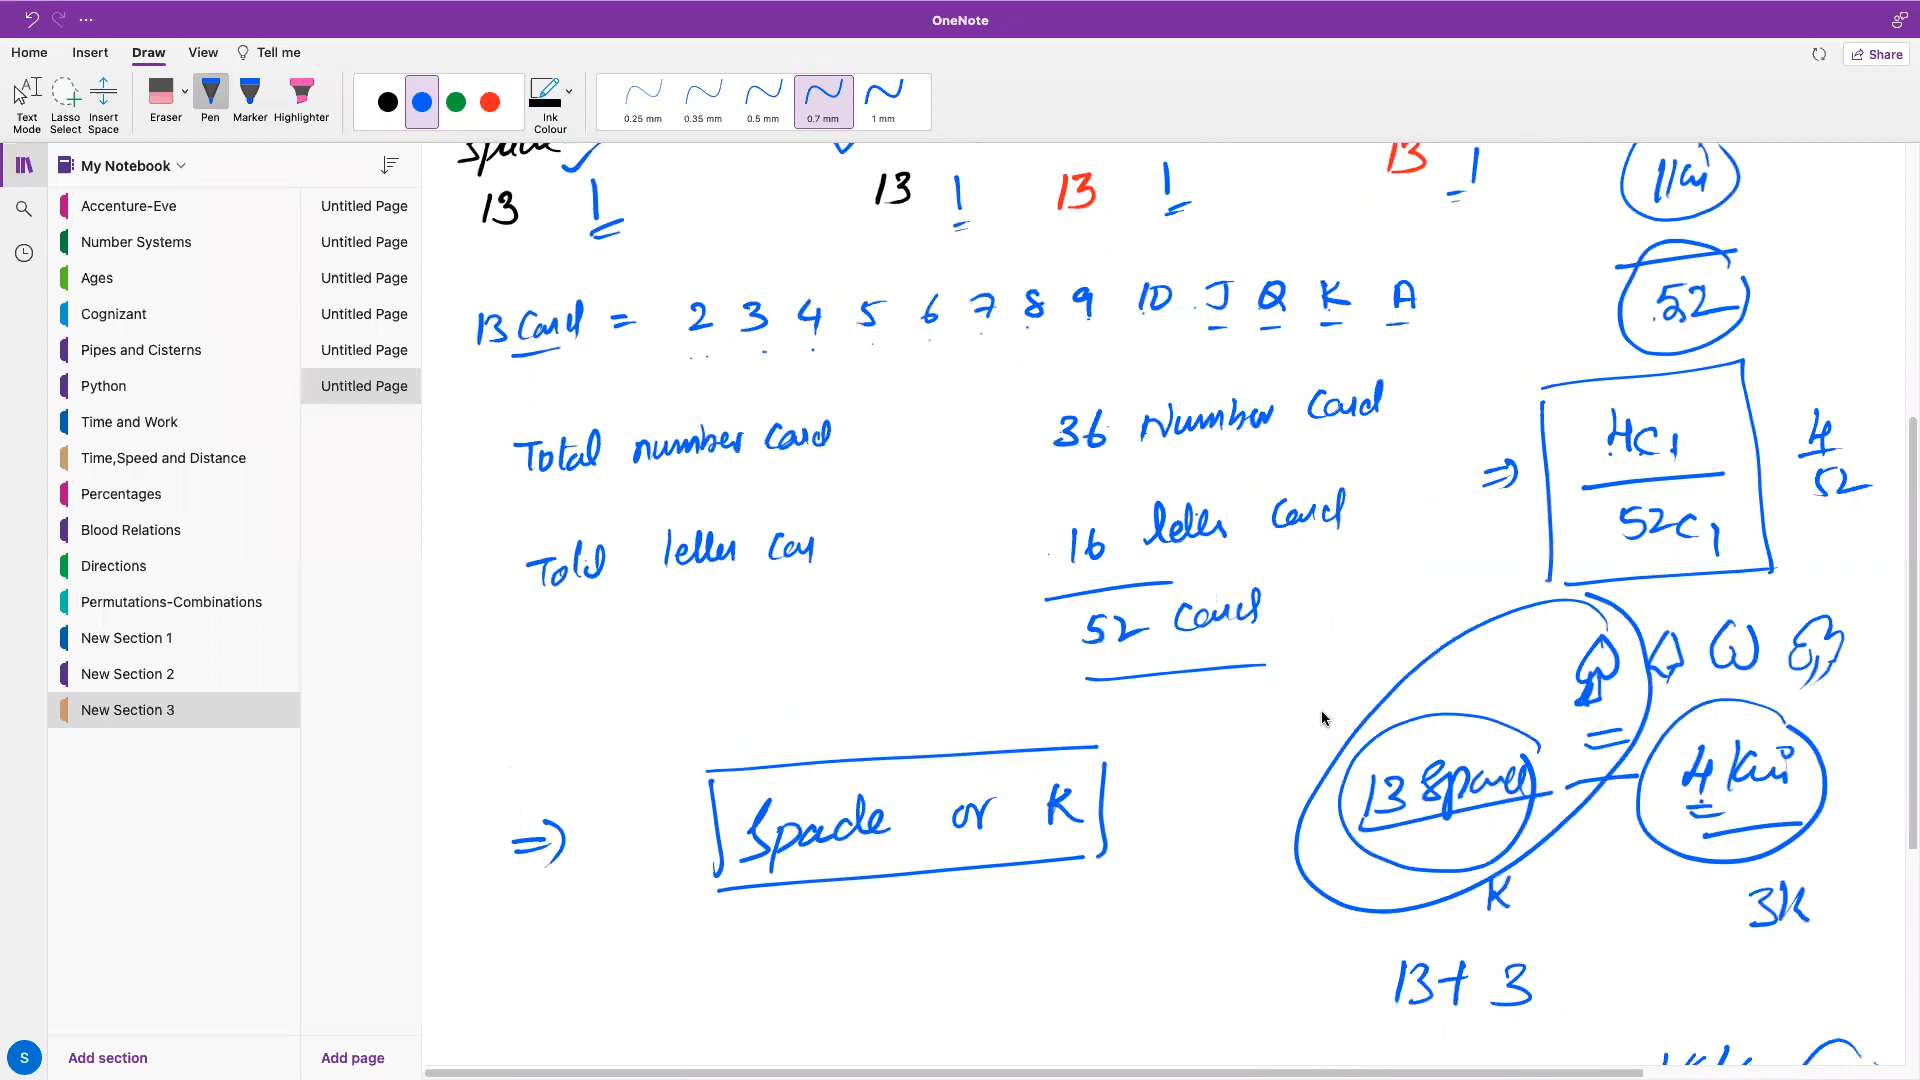 OneNote
Home Insert Draw View Tell me
Share
Text Mode
Lasso Select
Insert Space
Eraser
Pen
Marker
Highlighter
Ink Colour
0.25 mm
0.35 mm
0.5 mm
0.7 mm
1 mm
My Notebook
Accenture-Eve
Number Systems
Ages
Cognizant
Pipes and Cisterns
Python
Time and Work
Time,Speed and Distance
Percentages
Blood Relations
Directions
Permutations-Combinations
New Section 1
New Section 2
New Section 3
Add section
Untitled Page
Untitled Page
Untitled Page
Untitled Page
Untitled Page
Untitled Page
Add page
S
Spade
13 1 13 1 13 1 13 1
52
13 Card = 2 3 4 5 6 7 8 9 10 J Q K A
Total number Card 36 Number Card
Total letter Car 16 letter Card
52 Card
⇒ 4C1 / 52C1 4/52
⇒ Spade or K
13 Spade 4 Kin
K 3K
13+ 3